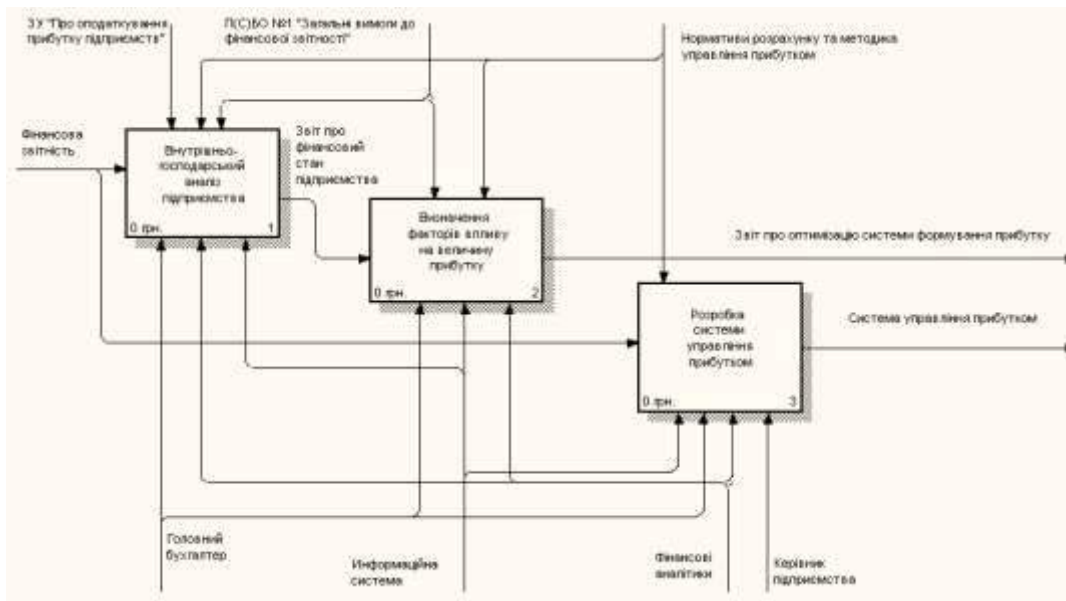 ЗУ "Про оподаткування
прибутку підприємств"
П(С)БО №1 "Загальні вимоги до
фінансової звітності"
Нормативи розрахунку та методика
управління прибутком
Фінансова
звітність
Внутрішньо-
господарський
аналіз
підприємства
0 грн.
1
Звіт про
фінансовий
стан
підприємства
Визначення
факторів впливу
на величину
прибутку
0 грн.
2
Звіт про оптимізацію системи формування прибутку
Розробка
системи
управління
прибутком
0 грн.
3
Система управління прибутком
Головний
бухгалтер
Информаційна
система
Фінансові
аналітики
Керівник
підприємства